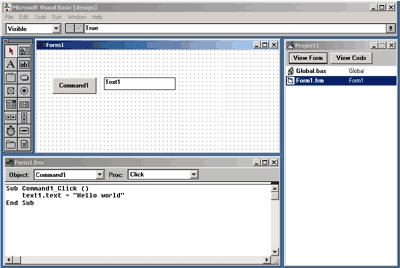 Microsoft Visual Basic [design]
File Edit Code Run Window Help
Visible True
Form1
Command1 Text1
Project1
View Form View Code
Global.bas Global
Form1.frm Form1
Form1.frm
Object: Command1 Proc: Click
Sub Command1_Click ()
text1.text = "Hello world"
End Sub